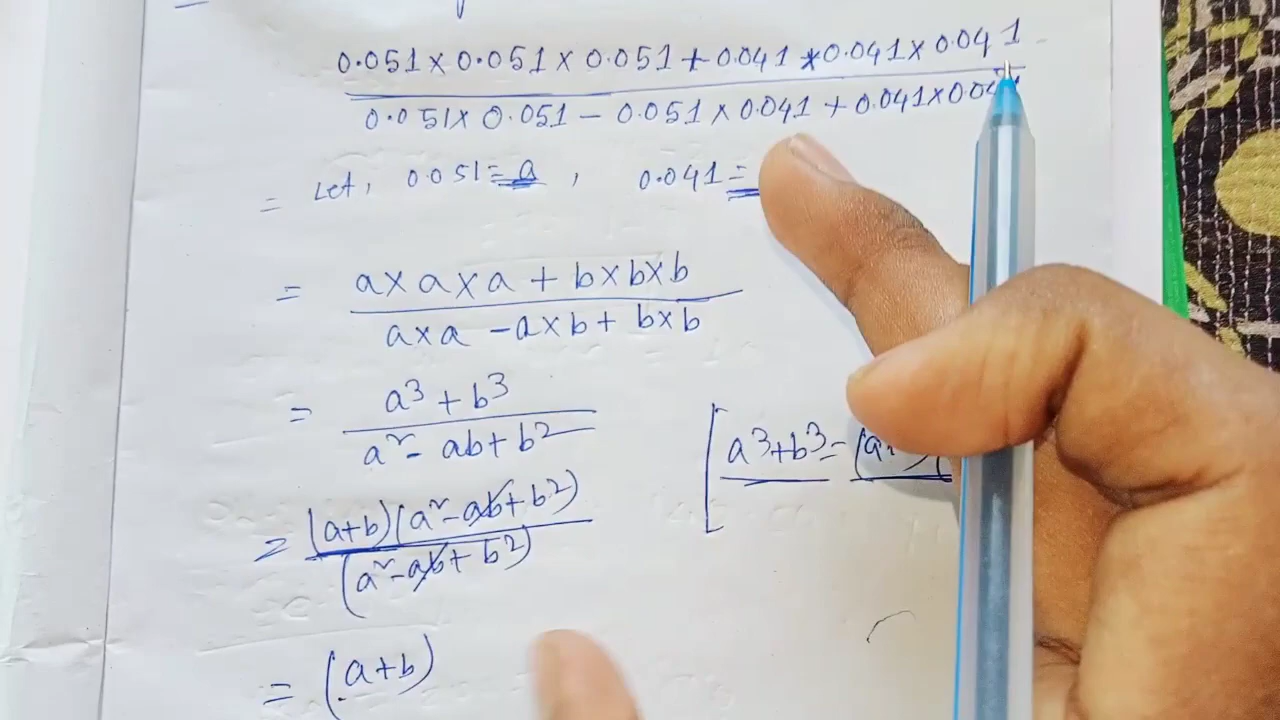 0.051 × 0.051 × 0.051 + 0.041 × 0.041 × 0.041
0.051 × 0.051 − 0.051 × 0.041 + 0.041 ×
= Let, 0.051 = a , 0.041 =
= a × a × a + b × b × b
a × a − a × b + b × b
= a³ + b³
a² − ab + b²
[a³ + b³ =
= (a+b)(a² − ab + b²)
(a² − ab + b²)
= (a+b)